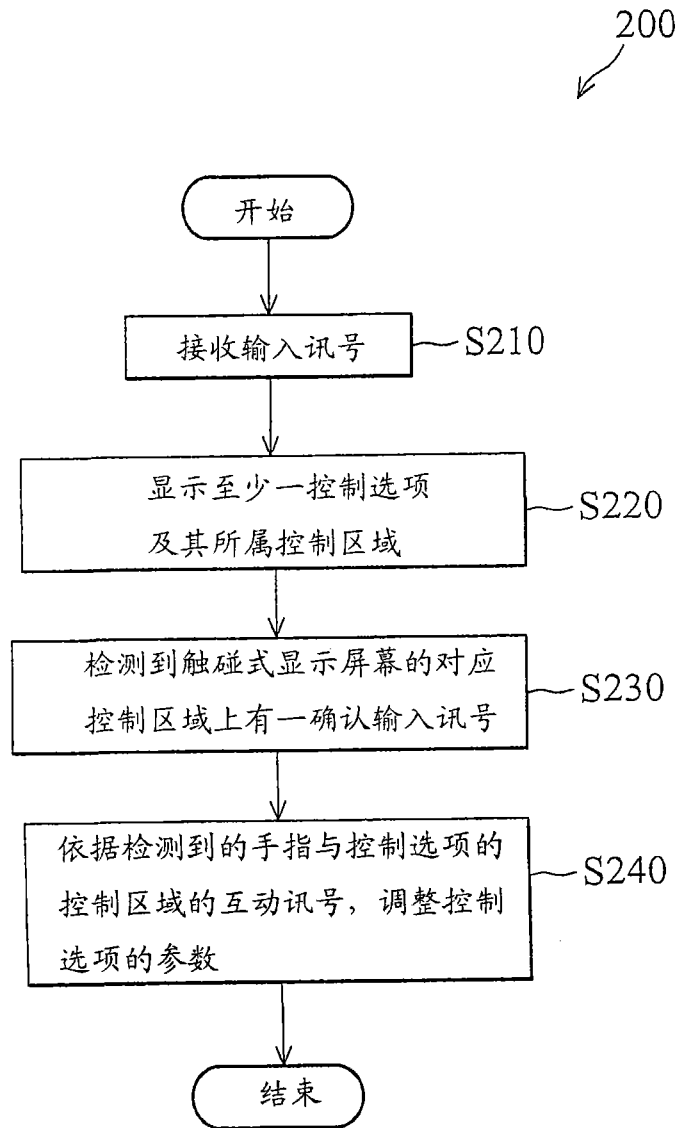 200
开始
接收输入讯号
S210
显示至少一控制选项
及其所属控制区域
S220
检测到触碰式显示屏幕的对应
控制区域上有一确认输入讯号
S230
依据检测到的手指与控制选项的
控制区域的互动讯号，调整控制
选项的参数
S240
结束